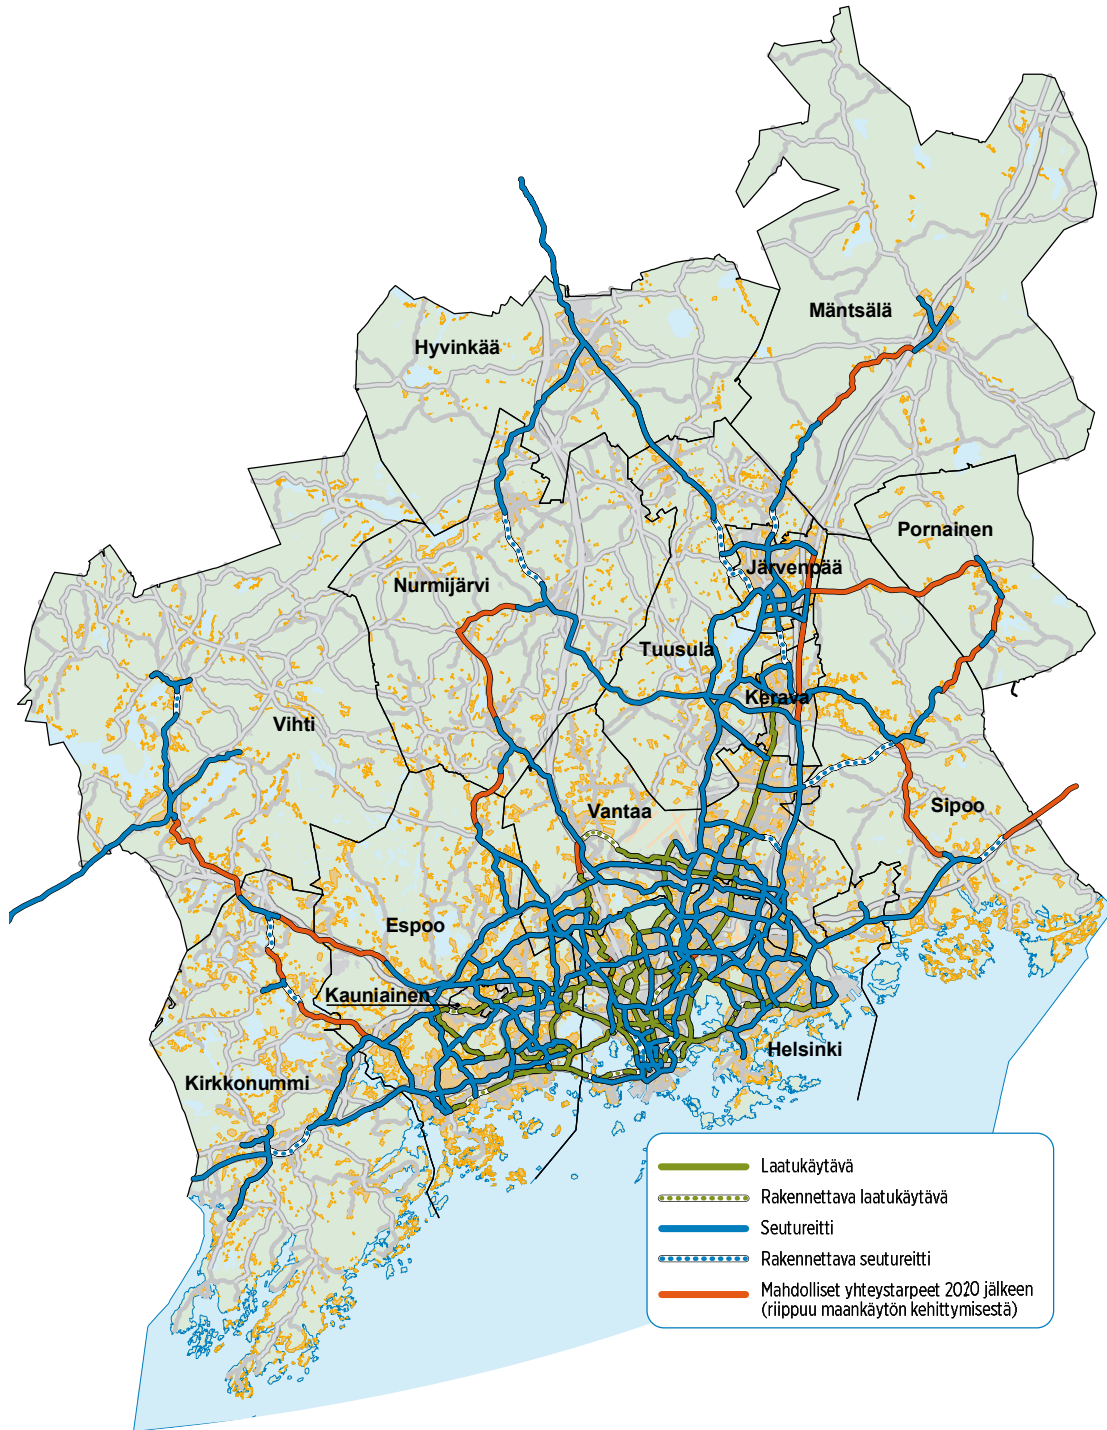 Mäntsälä
Hyvinkää
Pornainen
Järvenpää
Nurmijärvi
Tuusula
Kerava
Vihti
Sipoo
Vantaa
Espoo
Kauniainen
Helsinki
Kirkkonummi
Laatukäytävä
Rakennettava laatukäytävä
Seutureitti
Rakennettava seutureitti
Mahdolliset yhteystarpeet 2020 jälkeen
(riippuu maankäytön kehittymisestä)